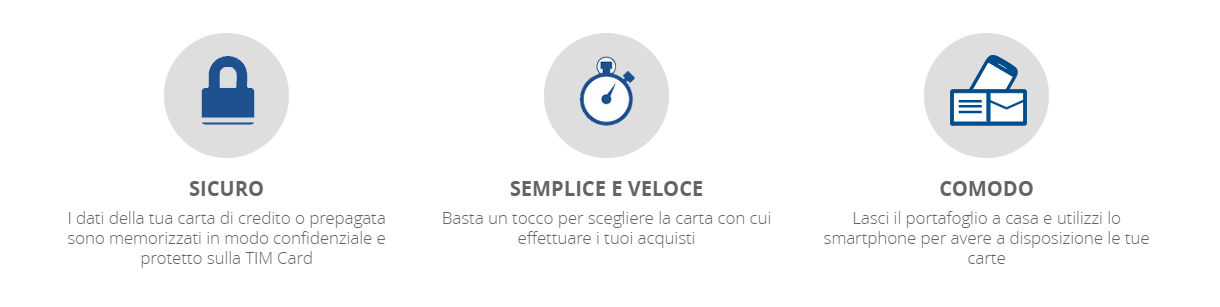 SICURO
I dati della tua carta di credito o prepagata
sono memorizzati in modo confidenziale e
protetto sulla TIM Card
SEMPLICE E VELOCE
Basta un tocco per scegliere la carta con cui
effettuare i tuoi acquisti
COMODO
Lasci il portafoglio a casa e utilizzi lo
smartphone per avere a disposizione le tue
carte